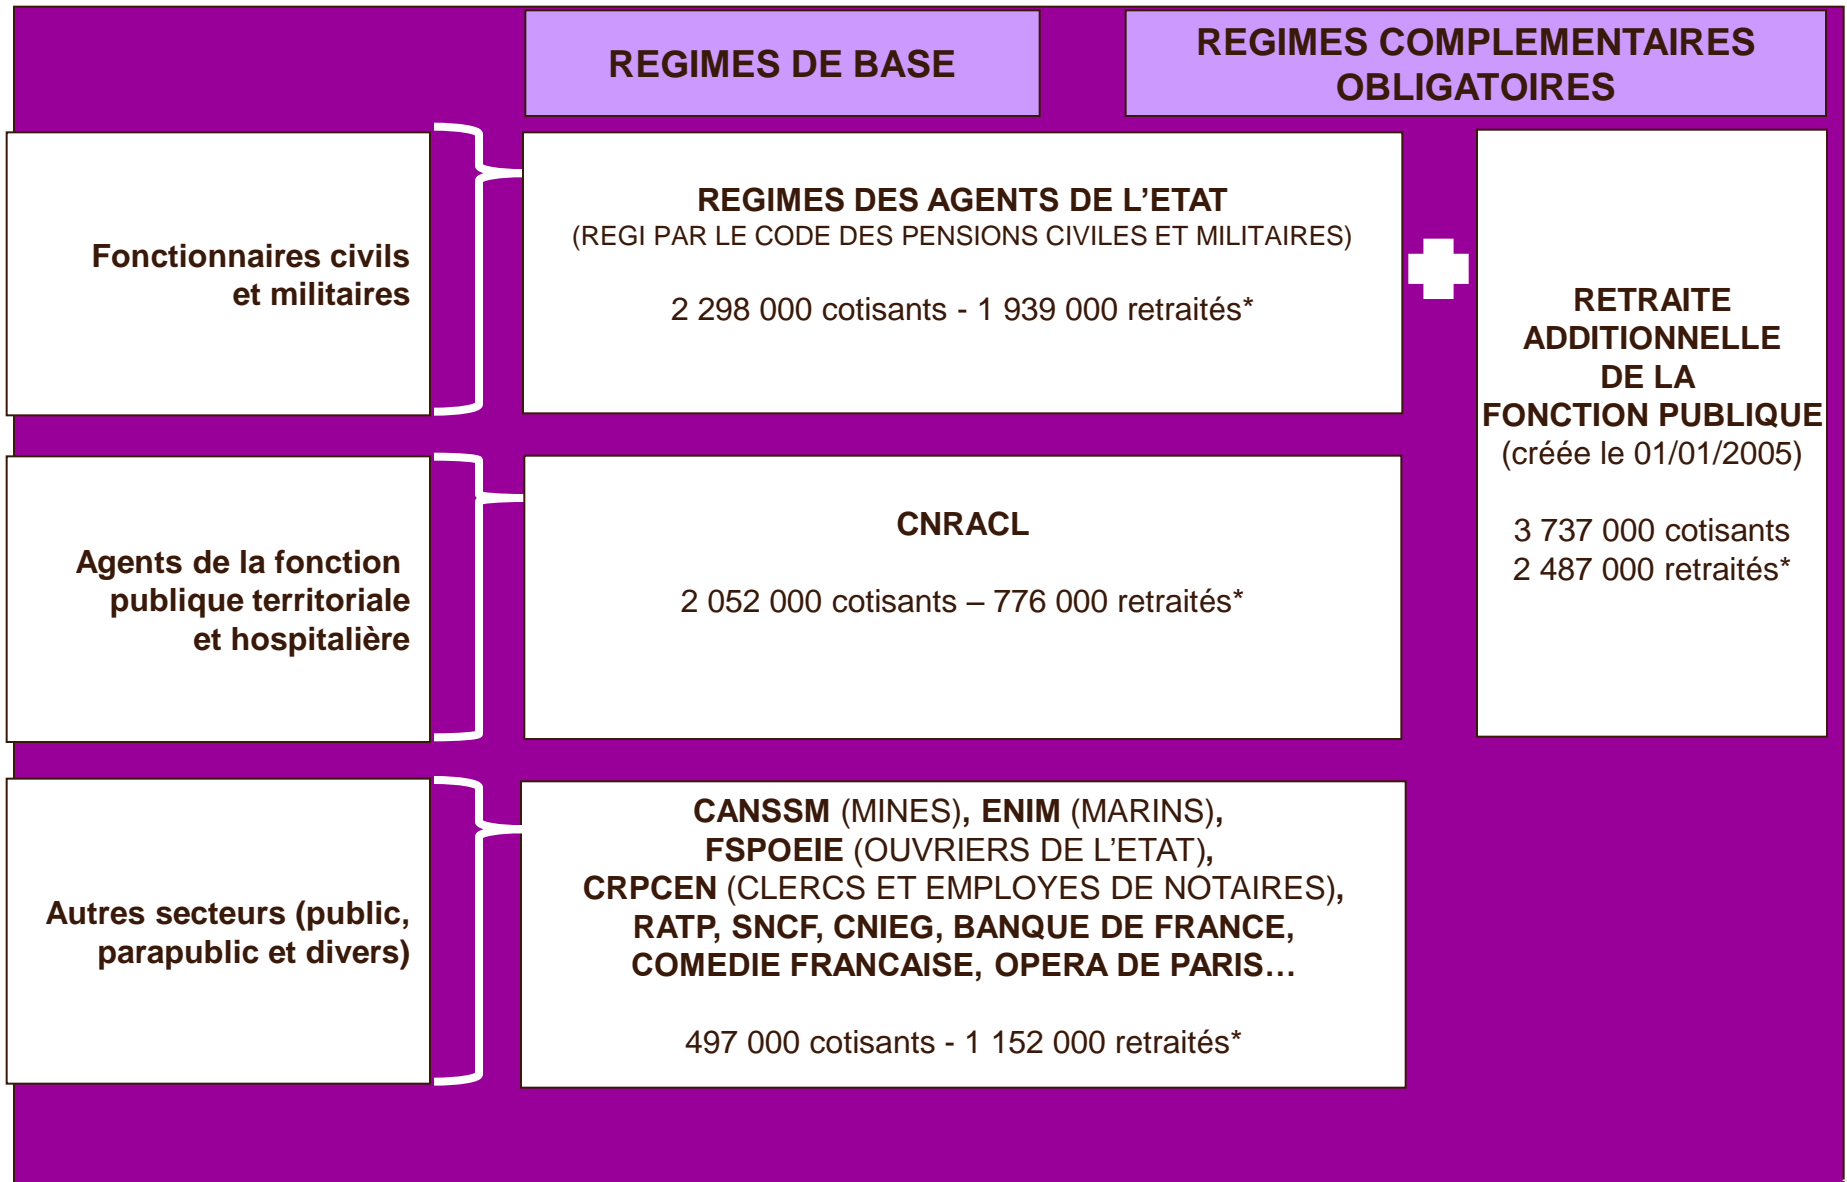 REGIMES DE BASE
REGIMES COMPLEMENTAIRES
OBLIGATOIRES
Fonctionnaires civils
et militaires
REGIMES DES AGENTS DE L’ETAT
(REGI PAR LE CODE DES PENSIONS CIVILES ET MILITAIRES)
2 298 000 cotisants - 1 939 000 retraités*
RETRAITE
ADDITIONNELLE
DE LA
FONCTION PUBLIQUE
(créée le 01/01/2005)
3 737 000 cotisants
2 487 000 retraités*
Agents de la fonction
publique territoriale
et hospitalière
CNRACL
2 052 000 cotisants – 776 000 retraités*
Autres secteurs (public,
parapublic et divers)
CANSSM (MINES), ENIM (MARINS),
FSPOEIE (OUVRIERS DE L’ETAT),
CRPCEN (CLERCS ET EMPLOYES DE NOTAIRES),
RATP, SNCF, CNIEG, BANQUE DE FRANCE,
COMEDIE FRANCAISE, OPERA DE PARIS…
497 000 cotisants - 1 152 000 retraités*